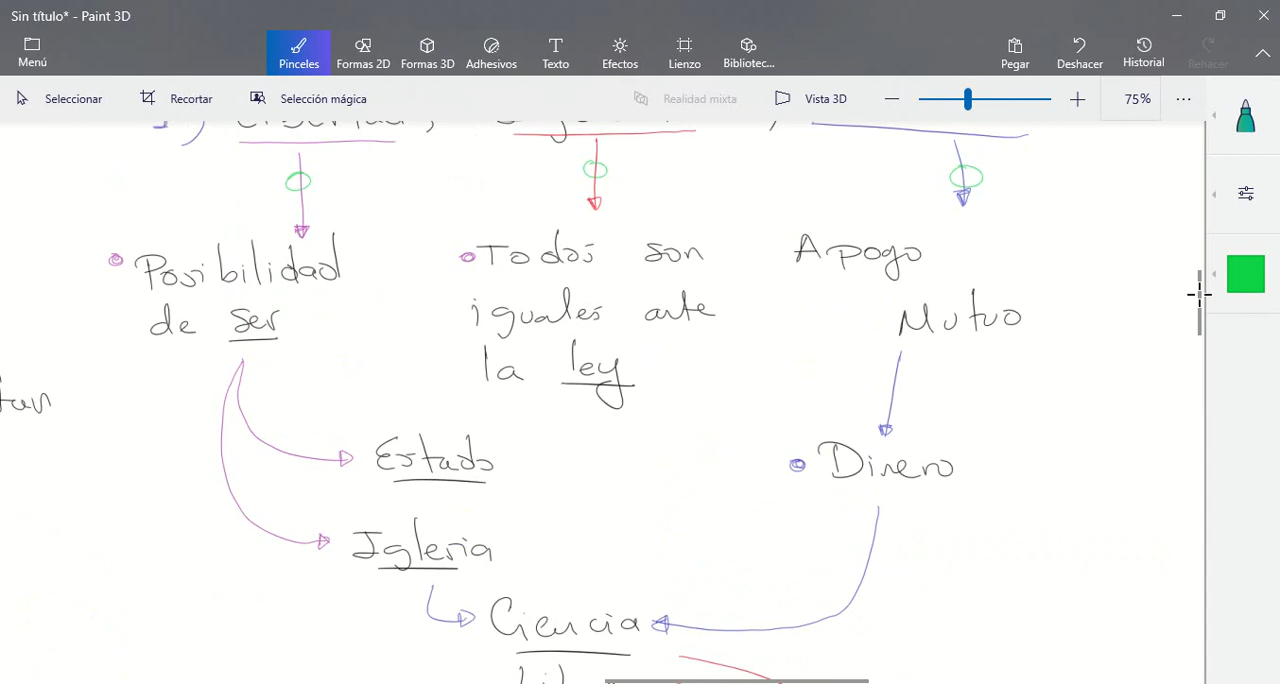 Sin título* - Paint 3D
Menú
Pinceles
Formas 2D
Formas 3D
Adhesivos
Texto
Efectos
Lienzo
Bibliotec...
Pegar
Deshacer
Historial
Rehacer
Seleccionar
Recortar
Selección mágica
Realidad mixta
Vista 3D
75%
Posibilidad
de ser
Todos son
iguales ante
la ley
Apoyo
Mutuo
Estado
Dinero
Iglesia
Ciencia